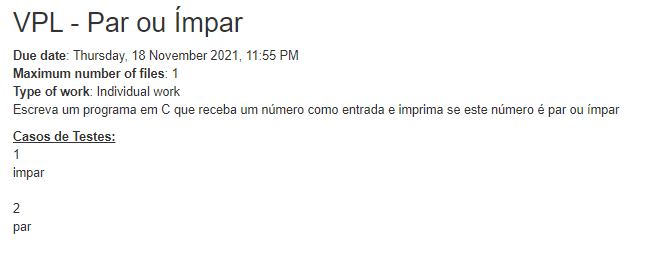 VPL - Par ou Ímpar
Due date: Thursday, 18 November 2021, 11:55 PM
Maximum number of files: 1
Type of work: Individual work
Escreva um programa em C que receba um número como entrada e imprima se este número é par ou ímpar
Casos de Testes:
1
impar
2
par